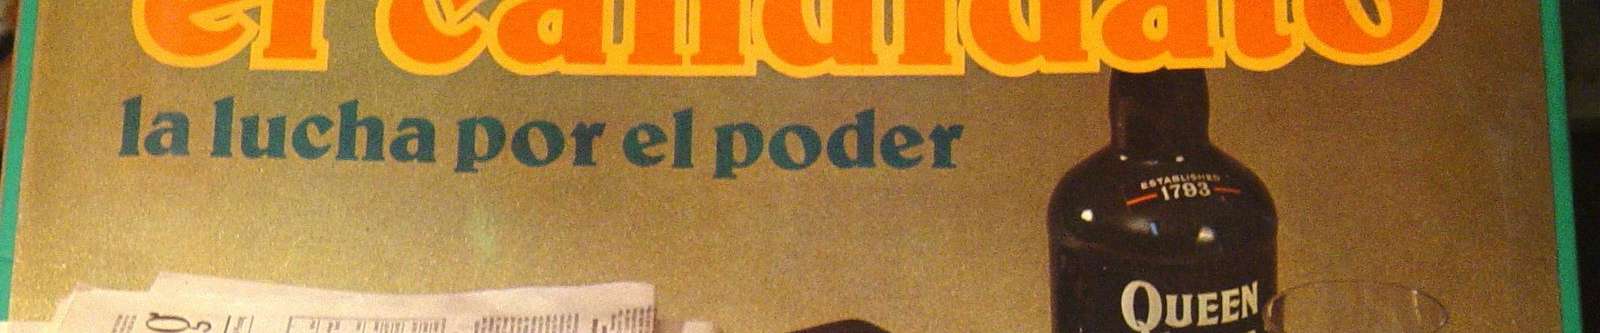 el candidato
la lucha por el poder
ESTABLISHED
1793
QUEEN